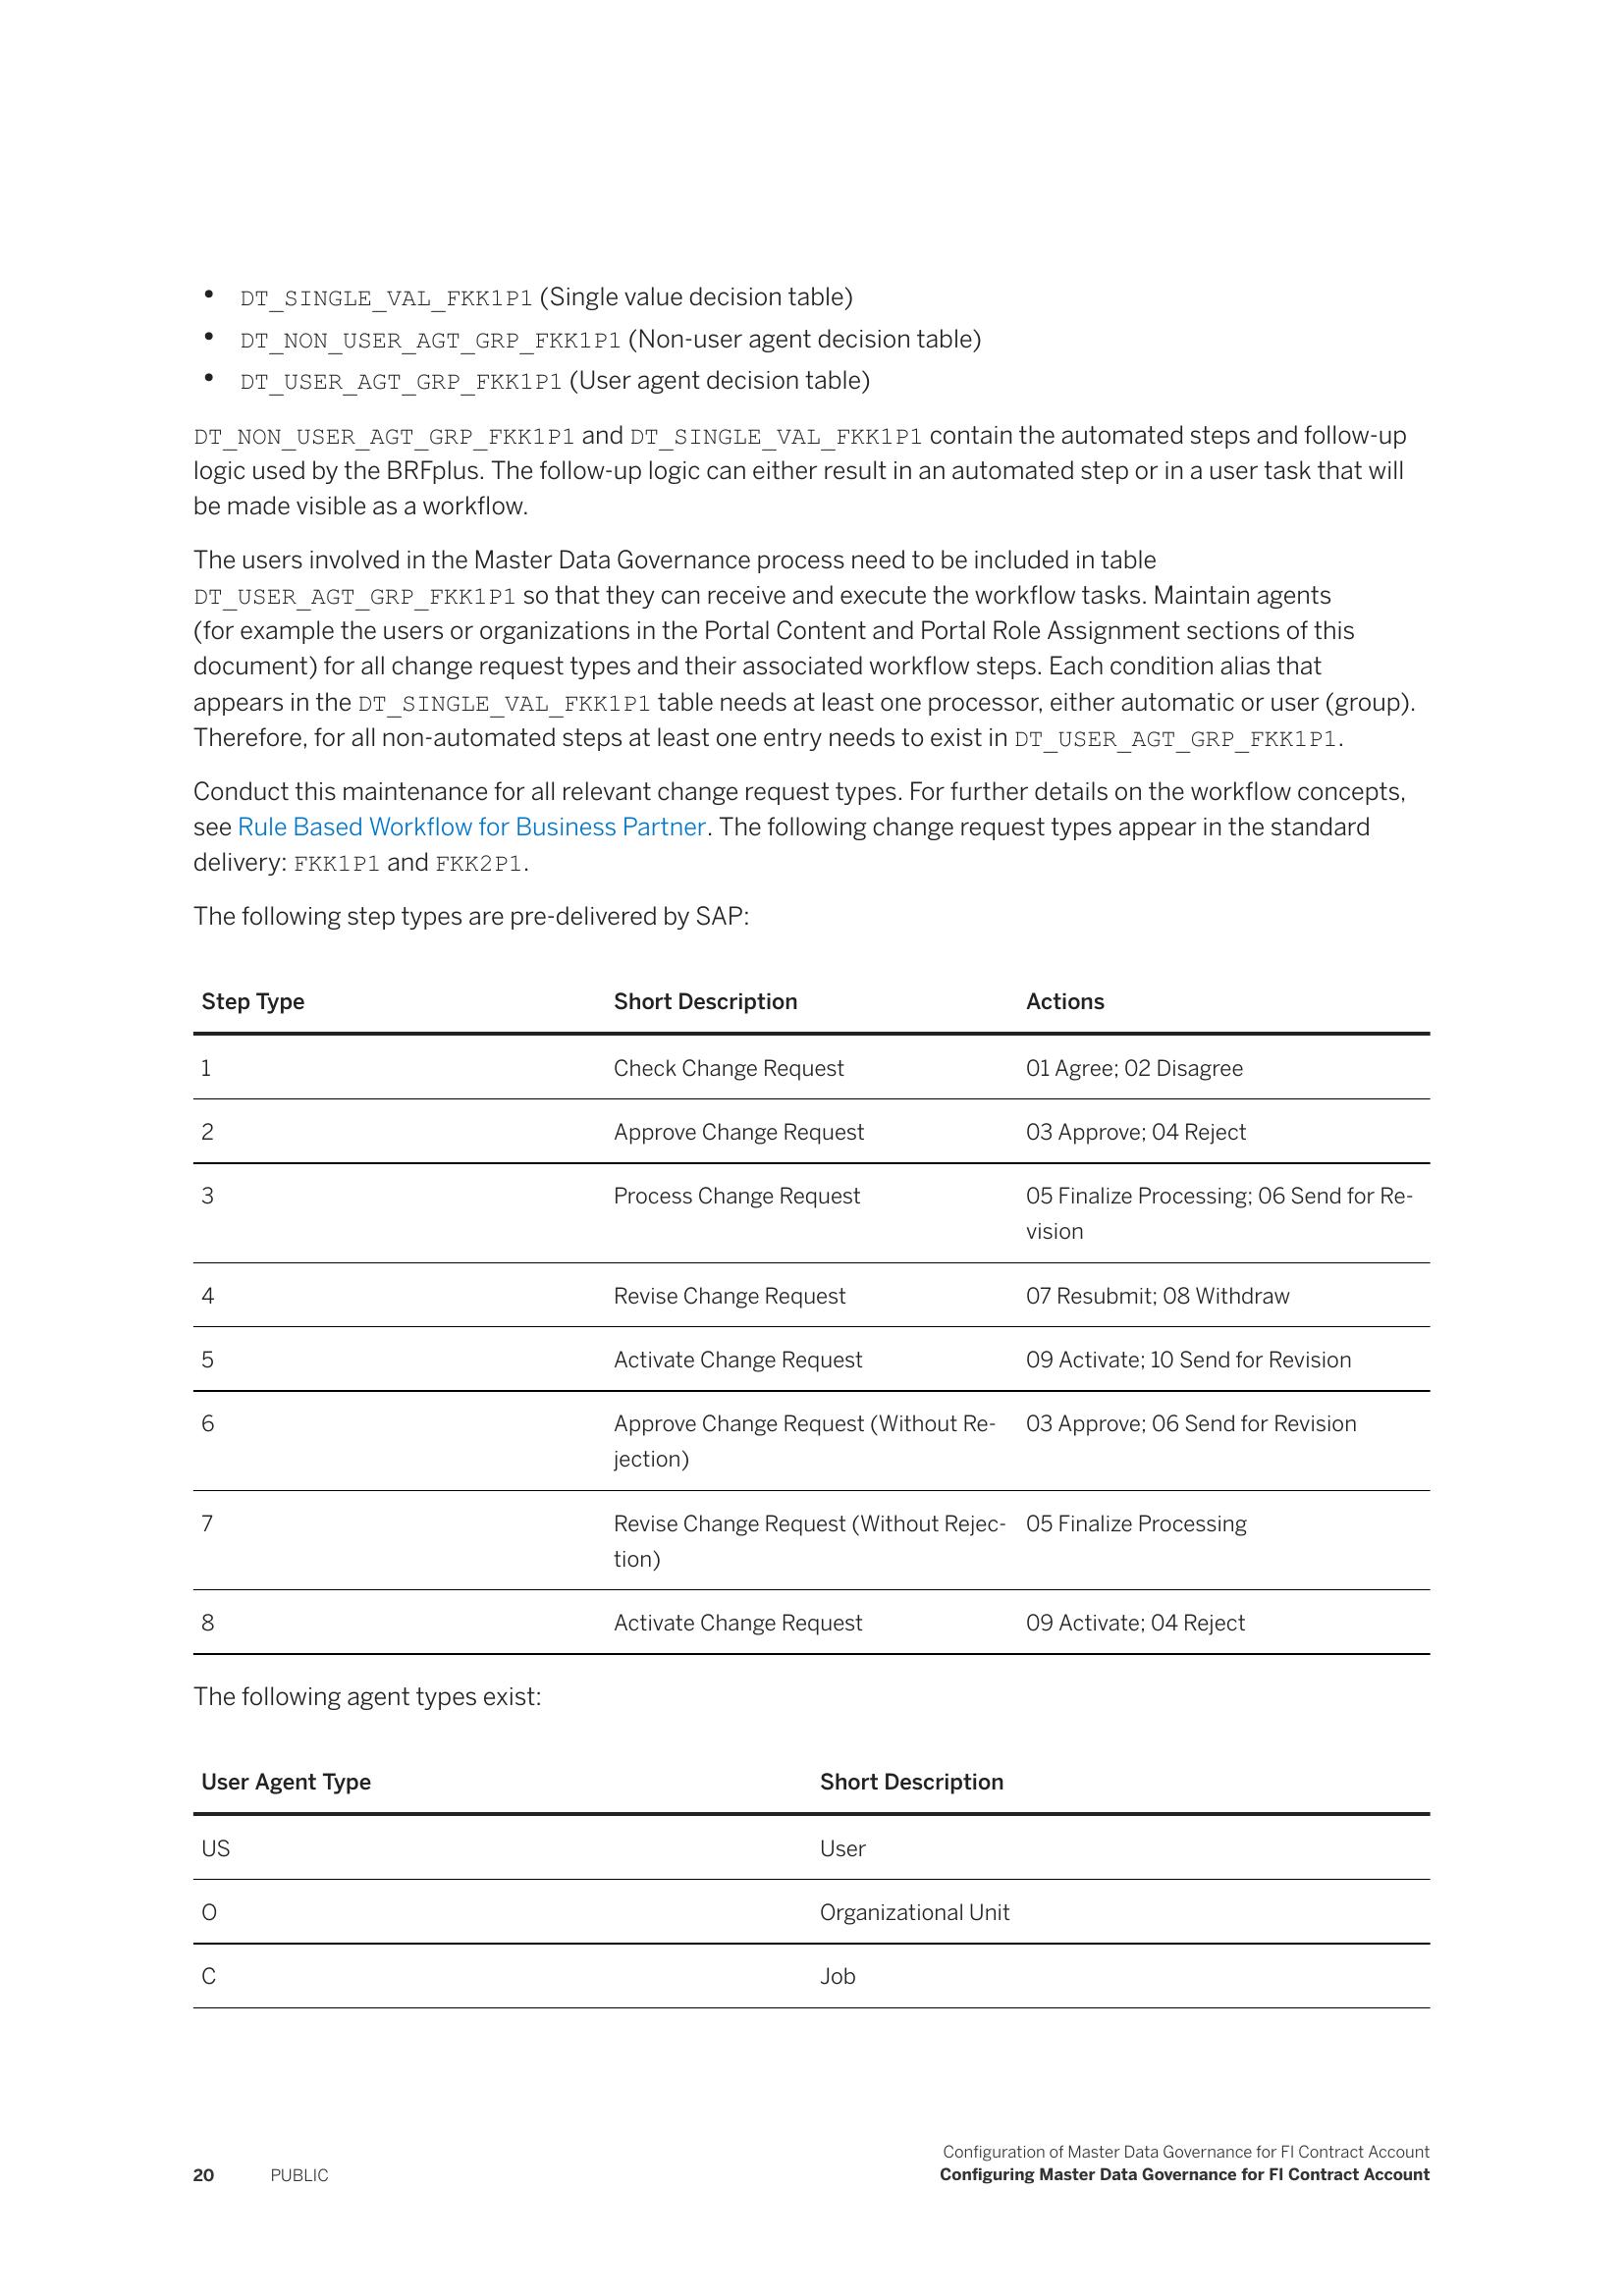 • DT_SINGLE_VAL_FKK1P1 (Single value decision table)
• DT_NON_USER_AGT_GRP_FKK1P1 (Non-user agent decision table)
• DT_USER_AGT_GRP_FKK1P1 (User agent decision table)
DT_NON_USER_AGT_GRP_FKK1P1 and DT_SINGLE_VAL_FKK1P1 contain the automated steps and follow-up
logic used by the BRFplus. The follow-up logic can either result in an automated step or in a user task that will
be made visible as a workflow.
The users involved in the Master Data Governance process need to be included in table
DT_USER_AGT_GRP_FKK1P1 so that they can receive and execute the workflow tasks. Maintain agents
(for example the users or organizations in the Portal Content and Portal Role Assignment sections of this
document) for all change request types and their associated workflow steps. Each condition alias that
appears in the DT_SINGLE_VAL_FKK1P1 table needs at least one processor, either automatic or user (group).
Therefore, for all non-automated steps at least one entry needs to exist in DT_USER_AGT_GRP_FKK1P1.
Conduct this maintenance for all relevant change request types. For further details on the workflow concepts,
see Rule Based Workflow for Business Partner. The following change request types appear in the standard
delivery: FKK1P1 and FKK2P1.
The following step types are pre-delivered by SAP:
Step Type Short Description Actions
1 Check Change Request 01 Agree; 02 Disagree
2 Approve Change Request 03 Approve; 04 Reject
3 Process Change Request 05 Finalize Processing; 06 Send for Re-
vision
4 Revise Change Request 07 Resubmit; 08 Withdraw
5 Activate Change Request 09 Activate; 10 Send for Revision
6 Approve Change Request (Without Re- 03 Approve; 06 Send for Revision
jection)
7 Revise Change Request (Without Rejec- 05 Finalize Processing
tion)
8 Activate Change Request 09 Activate; 04 Reject
The following agent types exist:
User Agent Type Short Description
US User
O Organizational Unit
C Job
Configuration of Master Data Governance for FI Contract Account
20 PUBLIC Configuring Master Data Governance for FI Contract Account